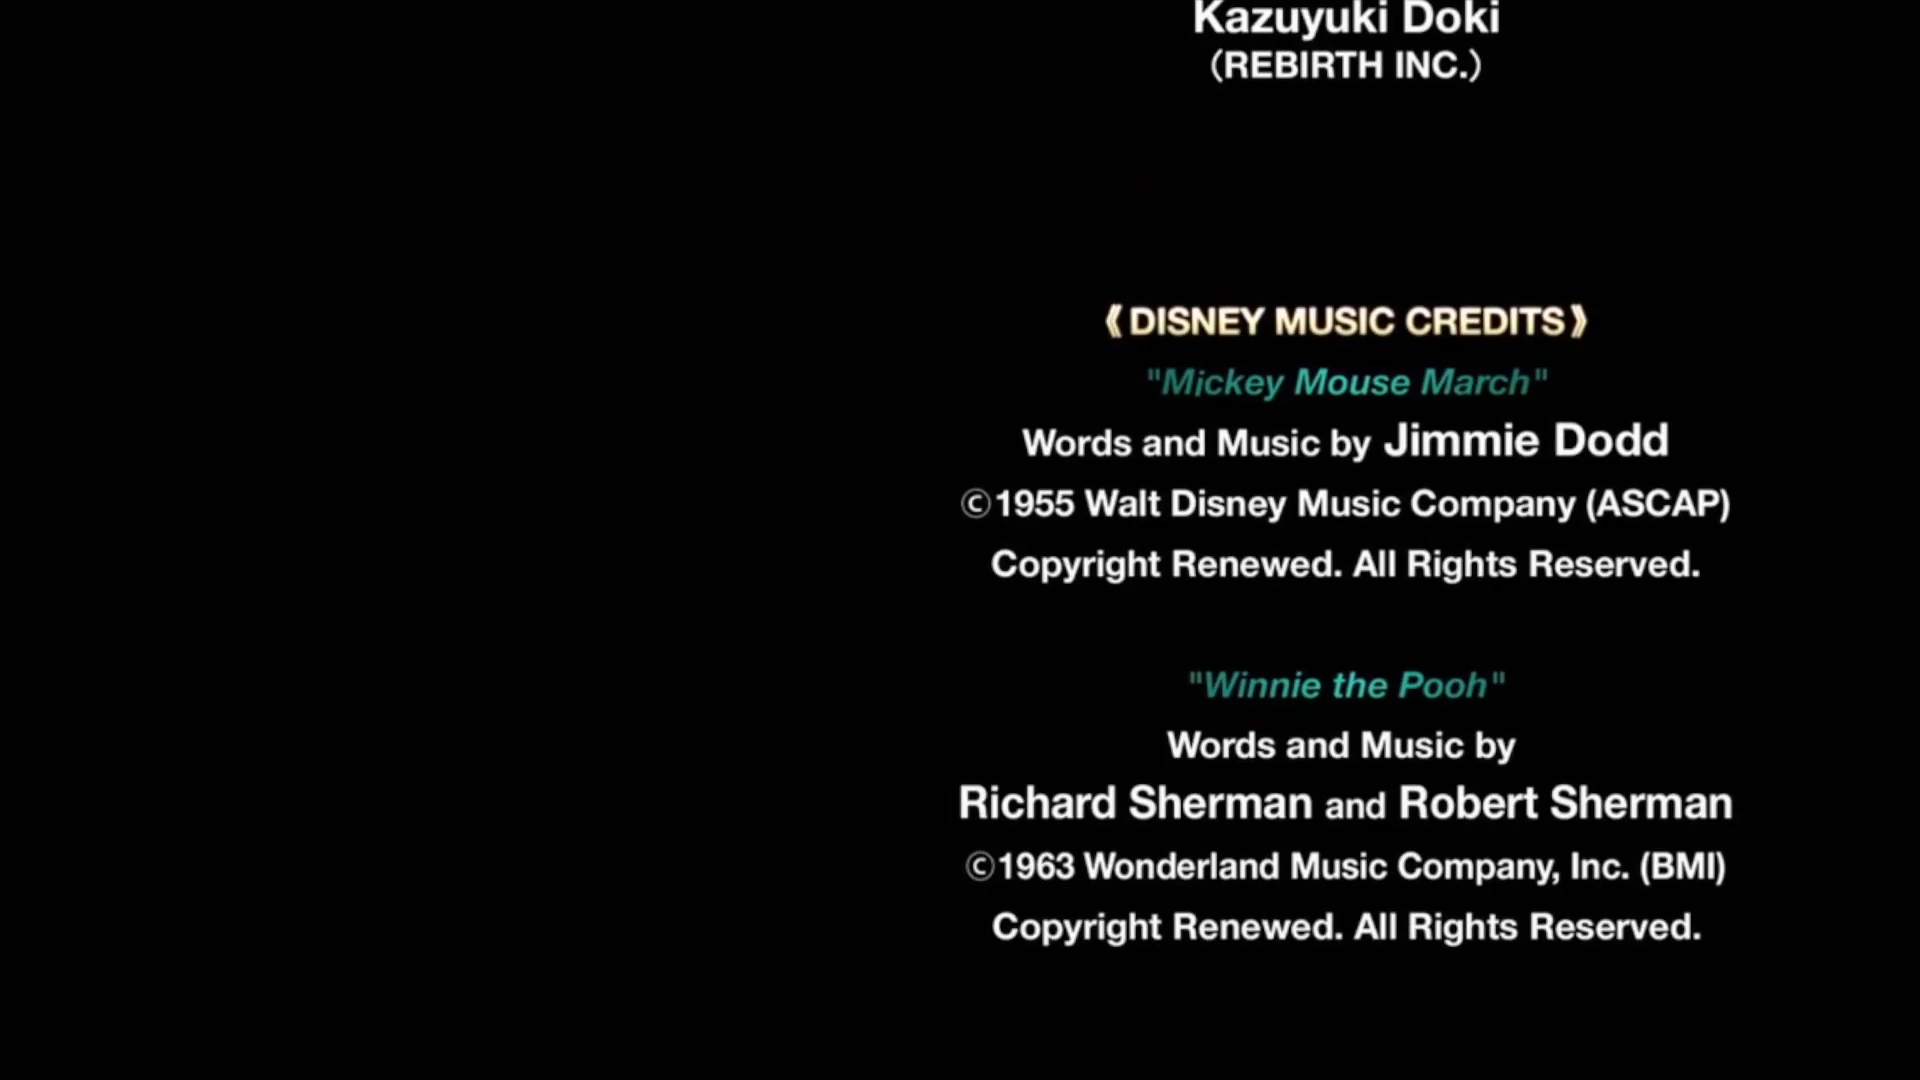 Kazuyuki Doki
(REBIRTH INC.)
《DISNEY MUSIC CREDITS》
"Mickey Mouse March"
Words and Music by Jimmie Dodd
©1955 Walt Disney Music Company (ASCAP)
Copyright Renewed. All Rights Reserved.
"Winnie the Pooh"
Words and Music by
Richard Sherman and Robert Sherman
©1963 Wonderland Music Company, Inc. (BMI)
Copyright Renewed. All Rights Reserved.